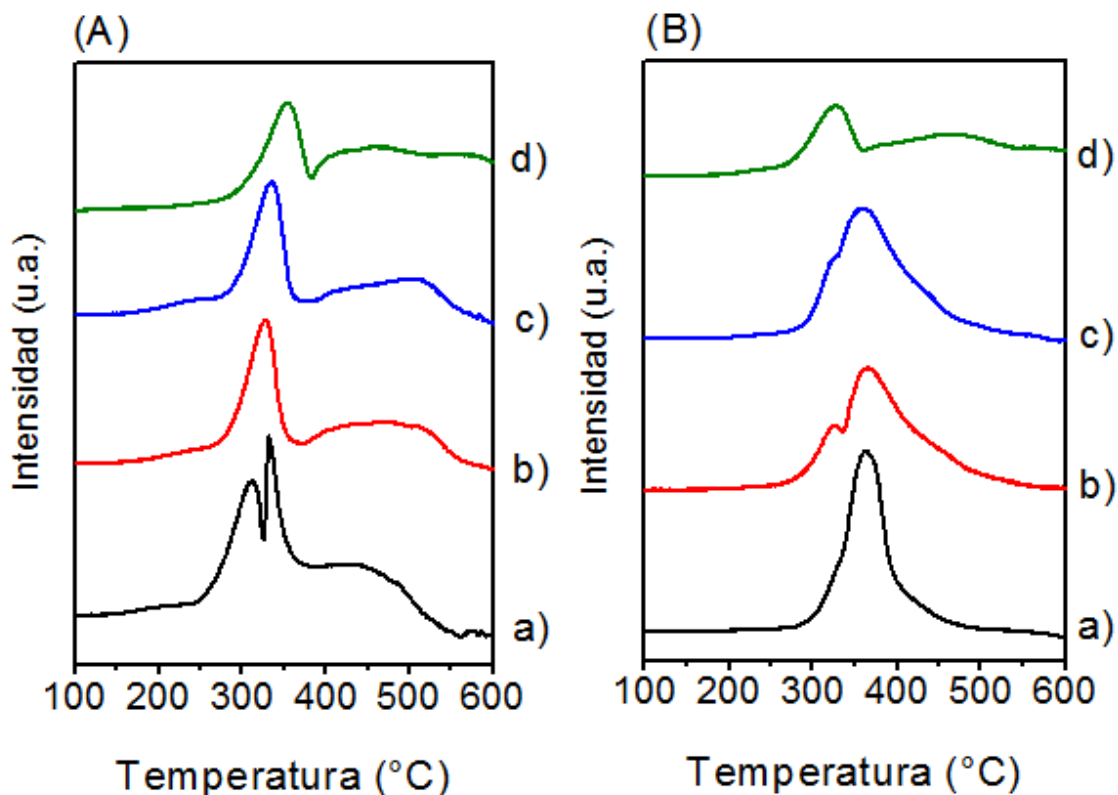 (A)
Intensidad (u.a.)
d)
c)
b)
a)
100 200 300 400 500 600
Temperatura (°C)
(B)
Intensidad (u.a.)
d)
c)
b)
a)
100 200 300 400 500 600
Temperatura (°C)